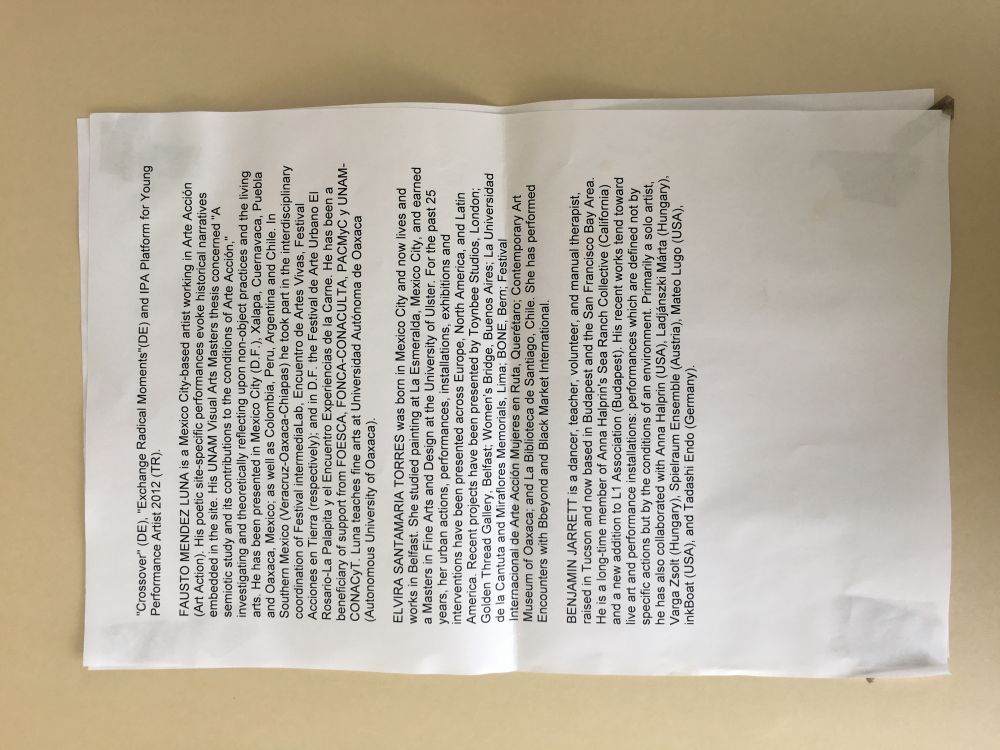 "Crossover" (DE), "Exchange Radical Moments"(DE) and IPA Platform for Young
Performance Artist 2012 (TR).
FAUSTO MENDEZ LUNA is a Mexico City-based artist working in Arte Acción
(Art Action). His poetic site-specific performances evoke historical narratives
embedded in the site. His UNAM Visual Arts Masters thesis concerned "A
semiotic study and its contributions to the conditions of Arte Acción,"
investigating and theoretically reflecting upon non-object practices and the living
arts. He has been presented in Mexico City (D.F.), Xalapa, Cuernavaca, Puebla
and Oaxaca, Mexico; as well as Colombia, Peru, Argentina and Chile. In
Southern Mexico (Veracruz-Oaxaca-Chiapas) he took part in the interdisciplinary
coordination of Festival intermediaLab, Encuentro de Artes Vivas, Festival
Acciones en Tierra (respectively); and in D.F. the Festival de Arte Urbano El
Rosario-La Palapita y el Encuentro Experiencias de la Carne. He has been a
beneficiary of support from FOESCA, FONCA-CONACULTA, PACMyC y UNAM-
CONACyT. Luna teaches fine arts at Universidad Autónoma de Oaxaca
(Autonomous University of Oaxaca).
ELVIRA SANTAMARIA TORRES was born in Mexico City and now lives and
works in Belfast. She studied painting at La Esmeralda, Mexico City, and earned
a Masters in Fine Arts and Design at the University of Ulster. For the past 25
years, her urban actions, performances, installations, exhibitions and
interventions have been presented across Europe, North America, and Latin
America. Recent projects have been presented by Toynbee Studios, London;
Golden Thread Gallery, Belfast; Women's Bridge, Buenos Aires; La Universidad
de la Cantuta and Miraflores Memorials, Lima; BONE, Bern; Festival
Internacional de Arte Acción Mujeres en Ruta, Querétaro; Contemporary Art
Museum of Oaxaca; and La Biblioteca de Santiago, Chile. She has performed
Encounters with Bbeyond and Black Market International.
BENJAMIN JARRETT is a dancer, teacher, volunteer, and manual therapist,
raised in Tucson and now based in Budapest and the San Francisco Bay Area.
He is a long-time member of Anna Halprin's Sea Ranch Collective (California)
and a new addition to L1 Association (Budapest). His recent works tend toward
live art and performance installations: performances which are defined not by
specific actions but by the conditions of an environment. Primarily a solo artist,
he has also collaborated with Anna Halprin (USA), Ladjánszki Márta (Hungary),
Varga Zsolt (Hungary), Spielraum Ensemble (Austria), Mateo Lugo (USA),
inkBoat (USA), and Tadashi Endo (Germany).